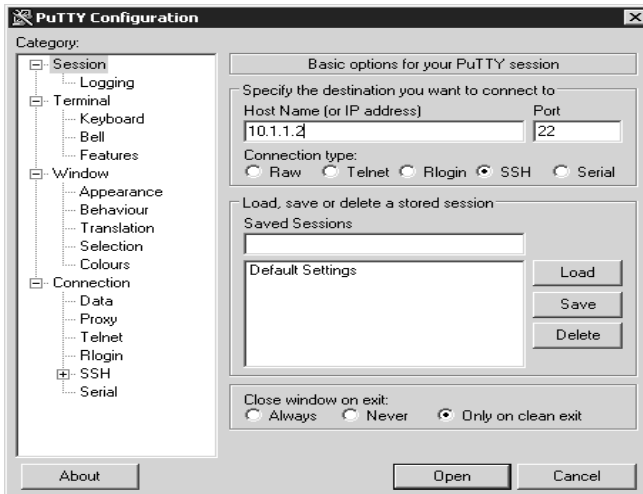 PuTTY Configuration
Category:
Session
Logging
Terminal
Keyboard
Bell
Features
Window
Appearance
Behaviour
Translation
Selection
Colours
Connection
Data
Proxy
Telnet
Rlogin
SSH
Serial
Basic options for your PuTTY session
Specify the destination you want to connect to
Host Name (or IP address) Port
10.1.1.2 22
Connection type:
Raw Telnet Rlogin SSH Serial
Load, save or delete a stored session
Saved Sessions
Default Settings
Load
Save
Delete
Close window on exit:
Always Never Only on clean exit
About Open Cancel